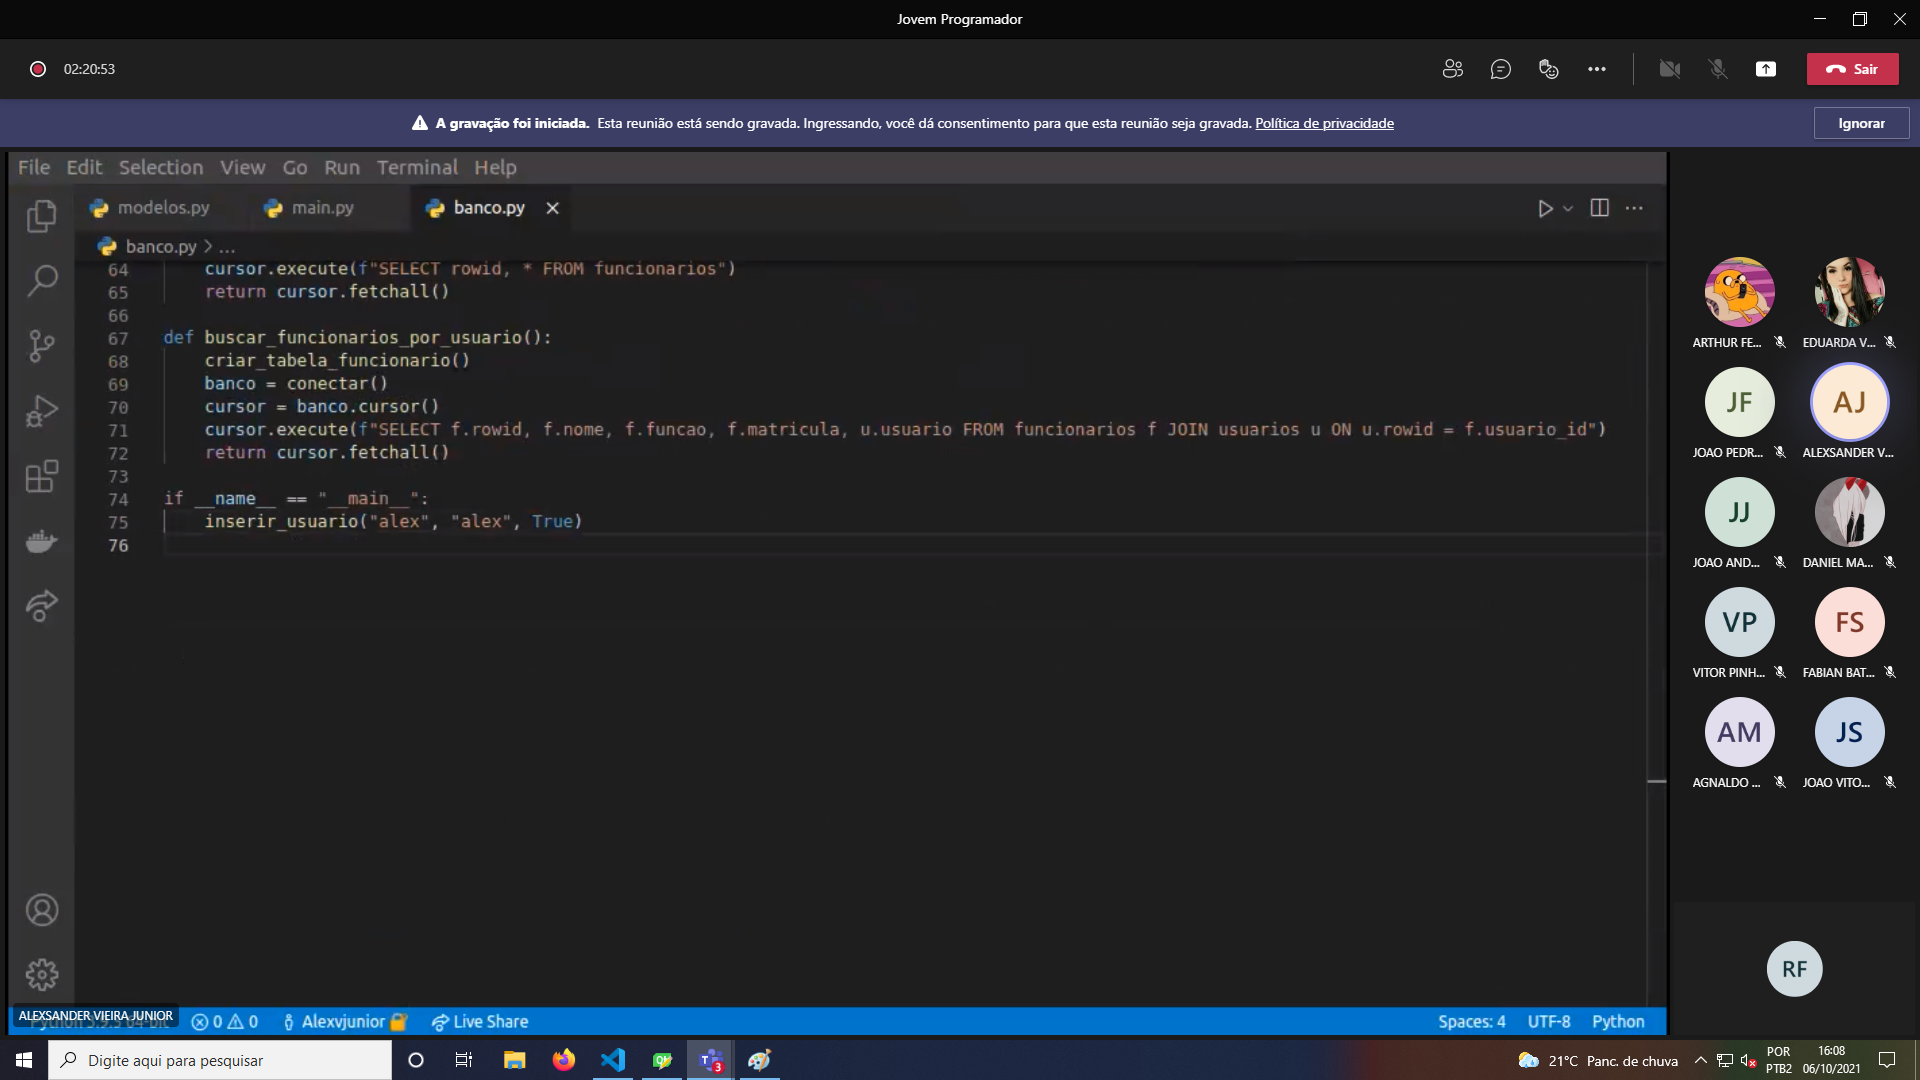 Jovem Programador
02:20:53
Sair
A gravação foi iniciada. Esta reunião está sendo gravada. Ingressando, você dá consentimento para que esta reunião seja gravada. Política de privacidade
Ignorar
File Edit Selection View Go Run Terminal Help
modelos.py main.py banco.py
banco.py > ...
64 cursor.execute(f"SELECT rowid, * FROM funcionarios")
65 return cursor.fetchall()
66
67 def buscar_funcionarios_por_usuario():
68 criar_tabela_funcionario()
69 banco = conectar()
70 cursor = banco.cursor()
71 cursor.execute(f"SELECT f.rowid, f.nome, f.funcao, f.matricula, u.usuario FROM funcionarios f JOIN usuarios u ON u.rowid = f.usuario_id")
72 return cursor.fetchall()
73
74 if __name__ == "__main__":
75 inserir_usuario("alex", "alex", True)
76
ARTHUR FE... EDUARDA V...
JF AJ
JOAO PEDR... ALEXSANDER V...
JJ
JOAO AND... DANIEL MA...
VP FS
VITOR PINH... FABIAN BAT...
AM JS
AGNALDO ... JOAO VITO...
RF
ALEXSANDER VIEIRA JUNIOR
0 0 Alexvjunior Live Share
Spaces: 4 UTF-8 Python
Digite aqui para pesquisar
3
21°C Panc. de chuva
POR
PTB2
16:08
06/10/2021